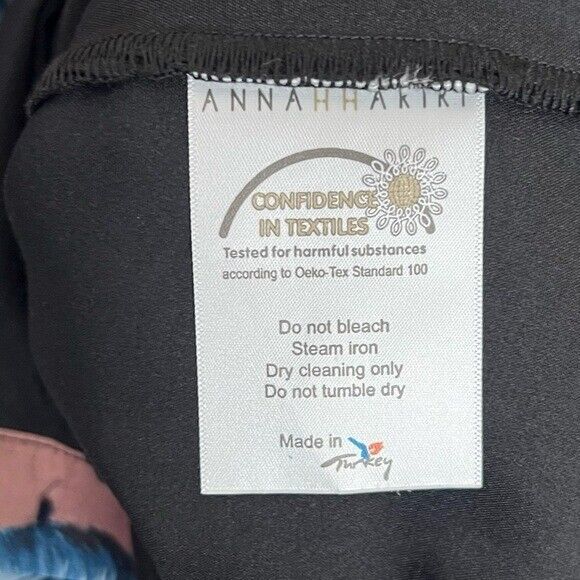 ANNAHHARIRI
CONFIDENCE
IN TEXTILES
Tested for harmful substances
according to Oeko-Tex Standard 100
Do not bleach
Steam iron
Dry cleaning only
Do not tumble dry
Made in Turkey